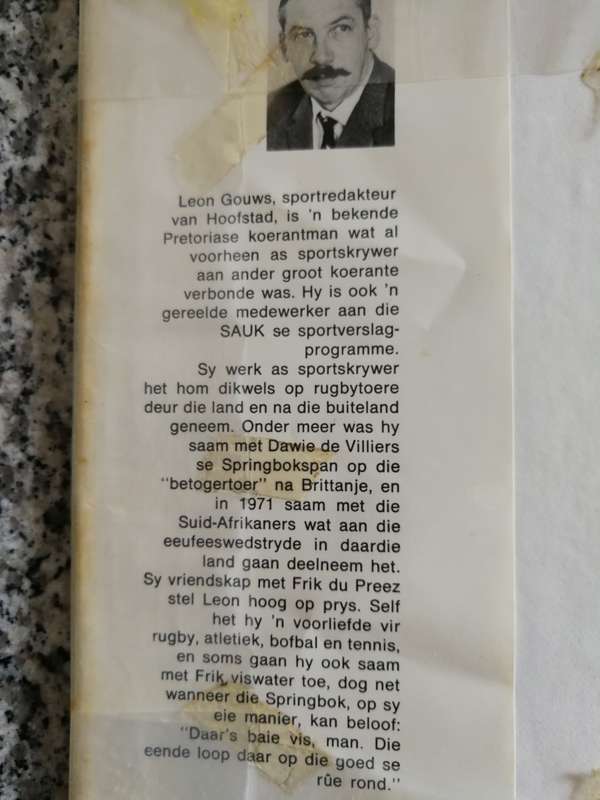 Leon Gouws, sportredakteur
van Hoofstad, is 'n bekende
Pretoriase koerantman wat al
voorheen as sportskrywer
aan ander groot koerante
verbonde was. Hy is ook 'n
gereelde medewerker aan die
SAUK se sportverslag-
programme.
Sy werk as sportskrywer
het hom dikwels op rugbytoere
deur die land en na die buiteland
geneem. Onder meer was hy
saam met Dawie de Villiers
se Springbokspan op die
"betogertoer" na Brittanje, en
in 1971 saam met die
Suid-Afrikaners wat aan die
eeufeeswedstryde in daardie
land gaan deelneem het.
Sy vriendskap met Frik du Preez
stel Leon hoog op prys. Self
het hy 'n voorliefde vir
rugby, atletiek, bofbal en tennis,
en soms gaan hy ook saam
met Frik viswater toe, dog net
wanneer die Springbok, op sy
eie manier, kan beloof:
"Daar's baie vis, man. Die
eende loop daar op die goed se
rûe rond."